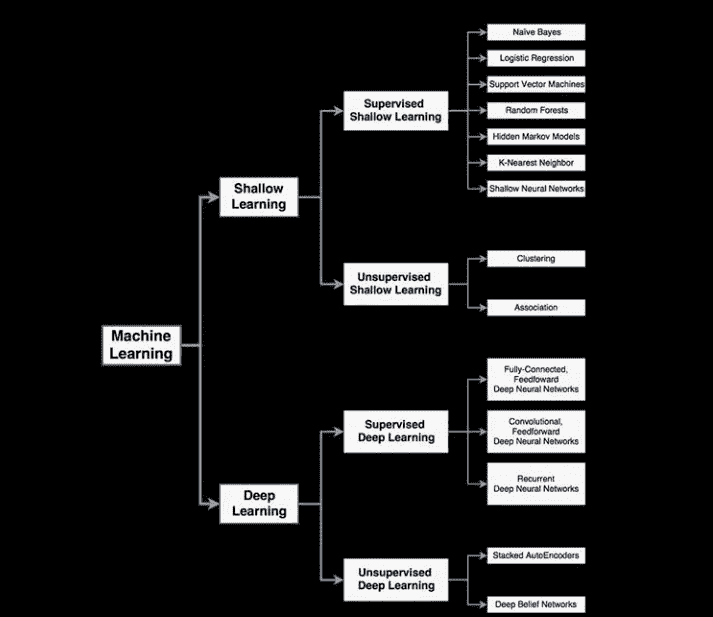 Naïve Bayes
Logistic Regression
Support Vector Machines
Supervised
Shallow Learning
Random Forests
Hidden Markov Models
K-Nearest Neighbor
Shallow Neural Networks
Shallow
Learning
Clustering
Unsupervised
Shallow Learning
Association
Machine
Learning
Fully-Connected,
Feedfoward
Deep Neural Networks
Supervised
Deep Learning
Convolutional,
Feedforward
Deep Neural Networks
Recurrent
Deep Neural Networks
Deep
Learning
Stacked AutoEncoders
Unsupervised
Deep Learning
Deep Belief Networks